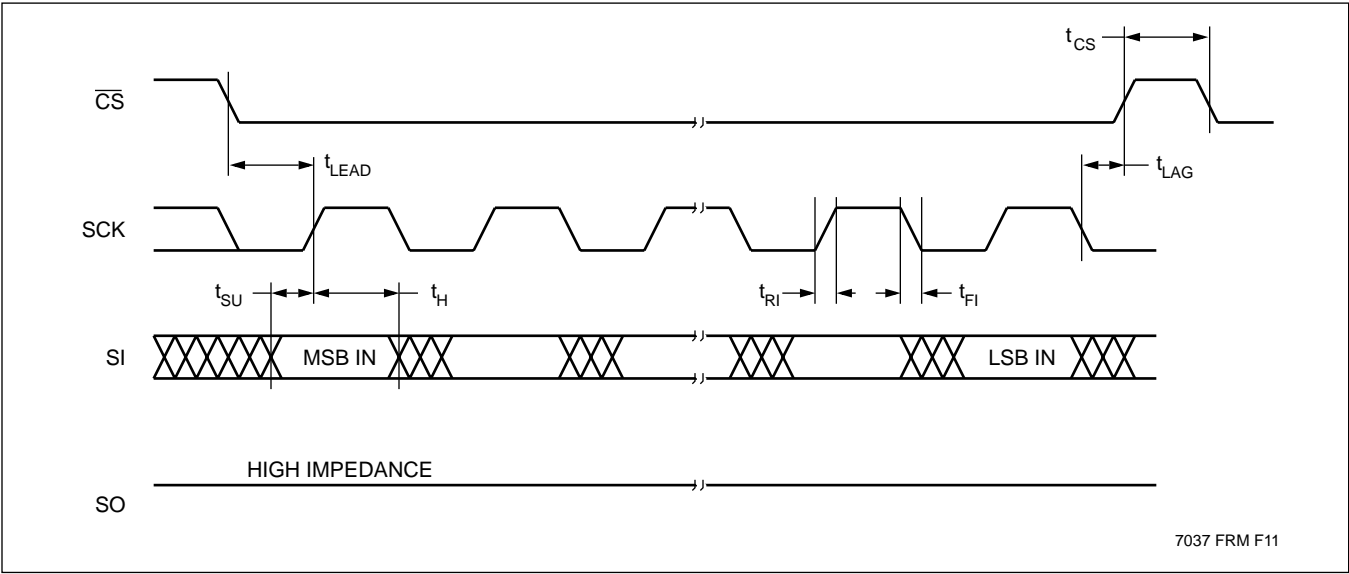 tCS
CS
tLEAD
tLAG
SCK
tSU
tH
tRI
tFI
SI
MSB IN
LSB IN
HIGH IMPEDANCE
SO
7037 FRM F11